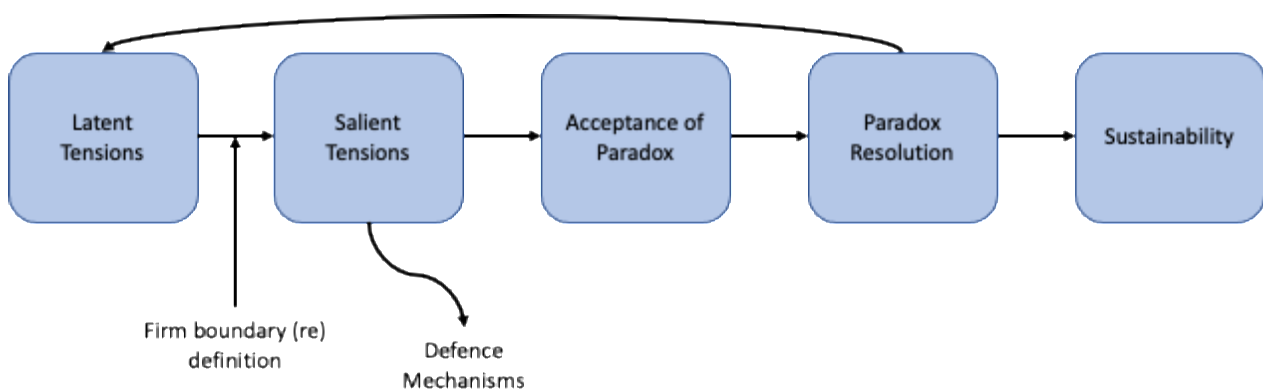 Latent
Tensions
Salient
Tensions
Acceptance of
Paradox
Paradox
Resolution
Sustainability
Firm boundary (re)
definition
Defence
Mechanisms